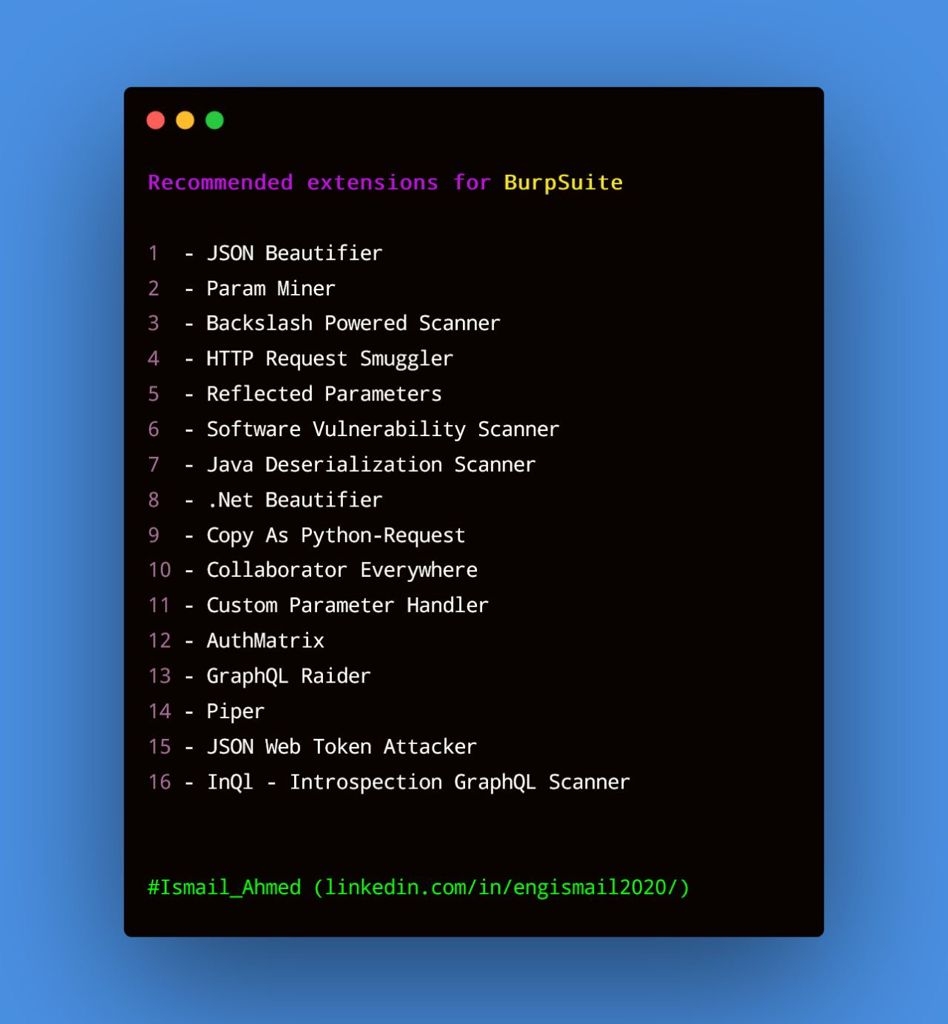 Recommended extensions for BurpSuite
1 - JSON Beautifier
2 - Param Miner
3 - Backslash Powered Scanner
4 - HTTP Request Smuggler
5 - Reflected Parameters
6 - Software Vulnerability Scanner
7 - Java Deserialization Scanner
8 - .Net Beautifier
9 - Copy As Python-Request
10 - Collaborator Everywhere
11 - Custom Parameter Handler
12 - AuthMatrix
13 - GraphQL Raider
14 - Piper
15 - JSON Web Token Attacker
16 - InQl - Introspection GraphQL Scanner
#Ismail_Ahmed (linkedin.com/in/engismail2020/)